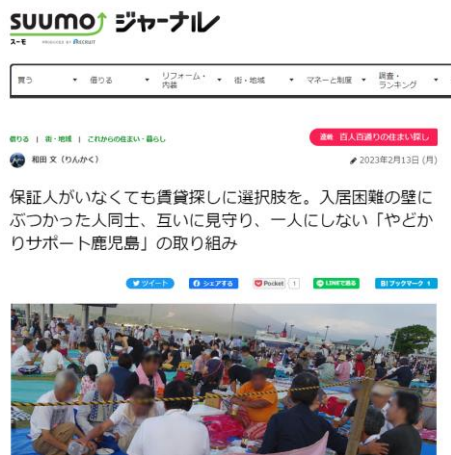 SUUMO ジャーナル
スーモ PRODUCED BY RECRUIT
買う 借りる リフォーム・内装 街・地域 マネーと制度 調査・ランキング
借りる | 街・地域 | これからの住まい・暮らし
連載 百人百通りの住まい探し
和田 文（りんかく）
2023年2月13日 (月)
保証人がいなくても賃貸探しに選択肢を。入居困難の壁に
ぶつかった人同士、互いに見守り、一人にしない「やどか
りサポート鹿児島」の取り組み
ツイート シェアする Pocket 1 LINEで送る B!ブックマーク 1